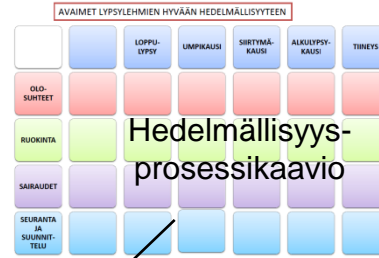 AVAIMET LYPSYLEHMIEN HYVÄÄN HEDELMÄLLISYYTEEN
LOPPU-
LYPSY
UMPIKAUSI
SIIRTYMÄ-
KAUSI
ALKULYPSY-
KAUSI
TIINEYS
OLO-
SUHTEET
RUOKINTA
SAIRAUDET
SEURANTA
JA
SUUNNIT-
TELU
Hedelmällisyys-
prosessikaavio